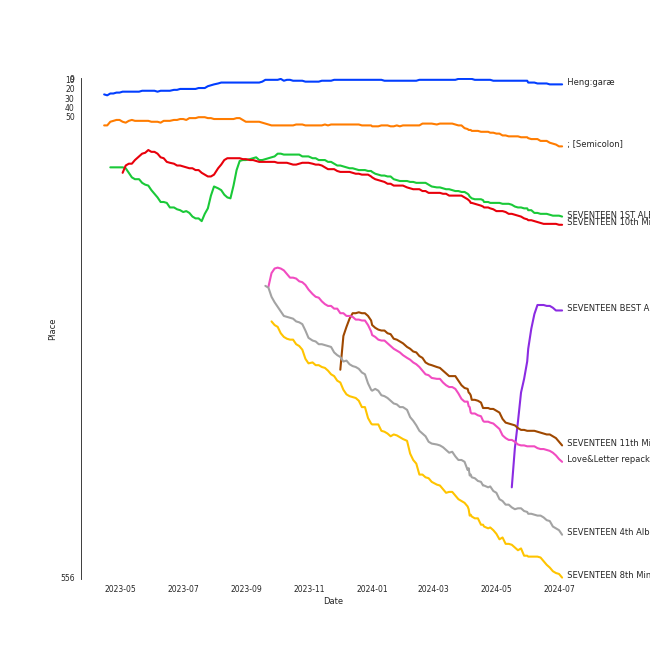 10
20
30
40
50
556
Place
2023-05
2023-07
2023-09
2023-11
2024-01
2024-03
2024-05
2024-07
Date
Heng:garæ
; [Semicolon]
SEVENTEEN 1ST AL
SEVENTEEN 10th Mi
SEVENTEEN BEST A
SEVENTEEN 11th Mi
Love&Letter repack
SEVENTEEN 4th Alb
SEVENTEEN 8th Min